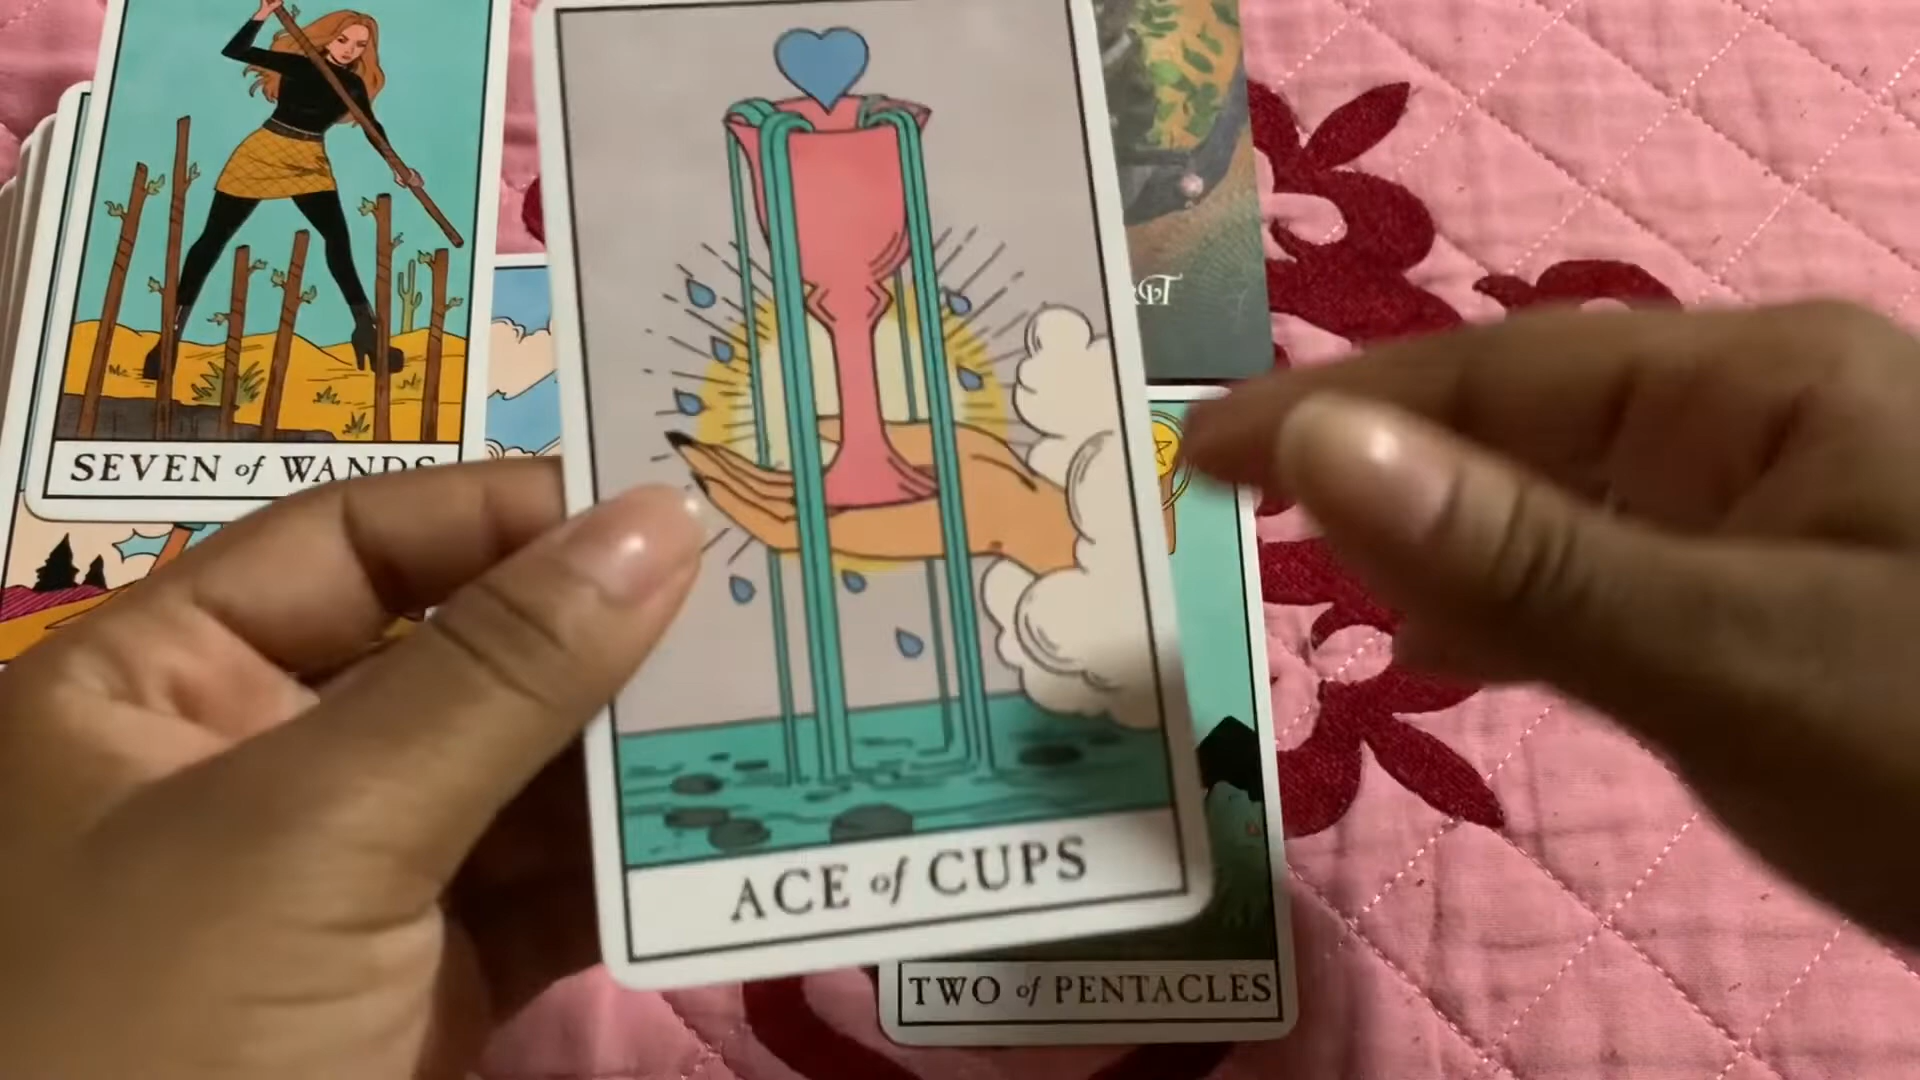 SEVEN of WANDS
ACE of CUPS
TWO of PENTACLES